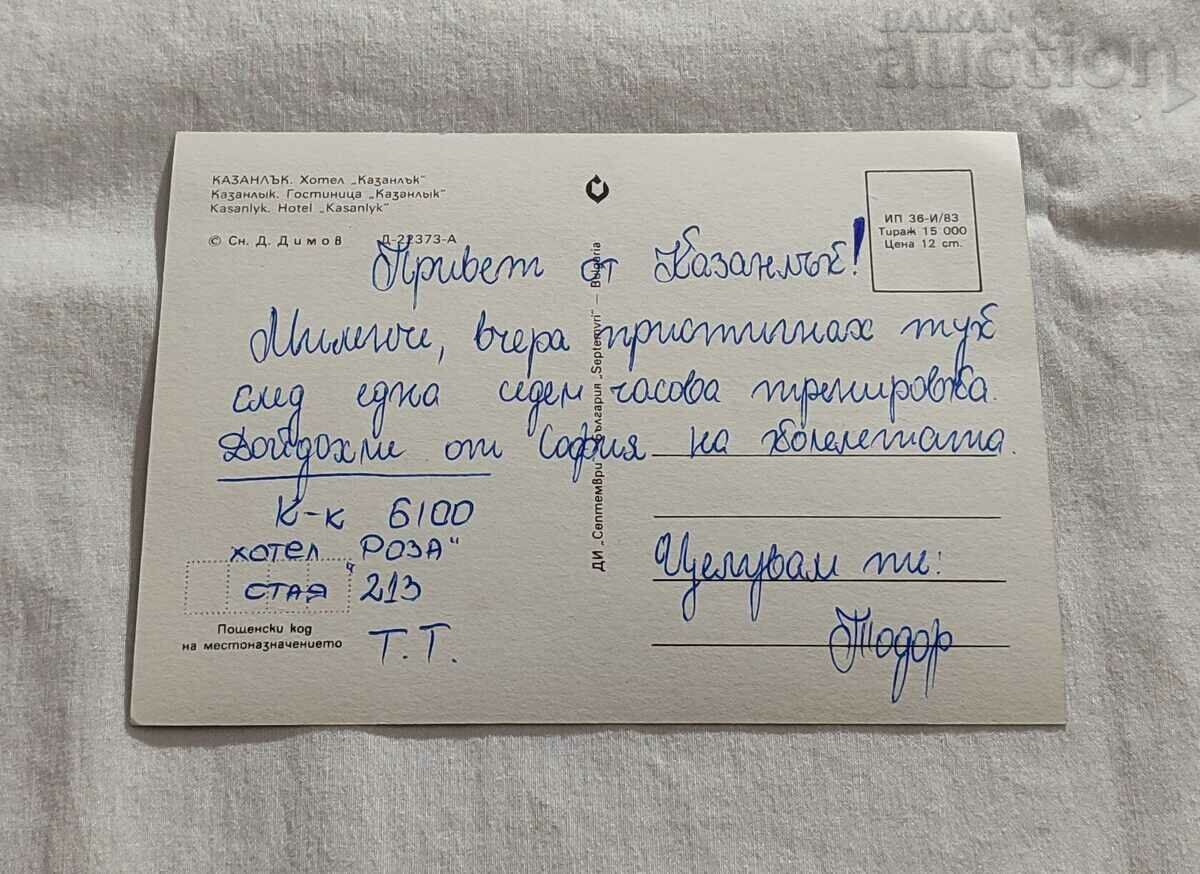 BALKAN
auction
КАЗАНЛЪК. Хотел „Казанлък“
Казанлык. Гостиница „Казанлык“
Kasanlyk. Hotel „Kasanlyk“
© Сн. Д. Димов Д-22373-А
ИП 36-И/83
Тираж 15 000
Цена 12 ст.
Привет от Казанлък!
Миленче, вчера пристигнах тук
след една седем часова тренировка.
Дойдохме от София на колелетата.
К-к 6100
хотел „РОЗА“
СТАЯ 213
Т.Т.
Целувам те:
Тодор
Пощенски код
на местоназначението
ДИ „Септември“ България „Septemvri“ — Bulgaria